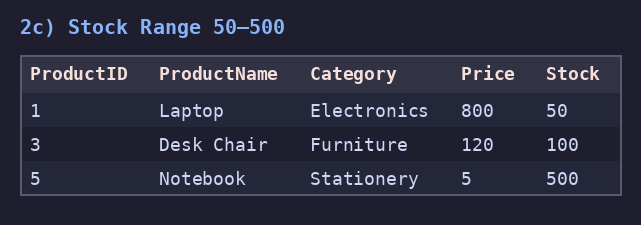 2c) Stock Range 50–500
ProductID ProductName Category Price Stock
1 Laptop Electronics 800 50
3 Desk Chair Furniture 120 100
5 Notebook Stationery 5 500